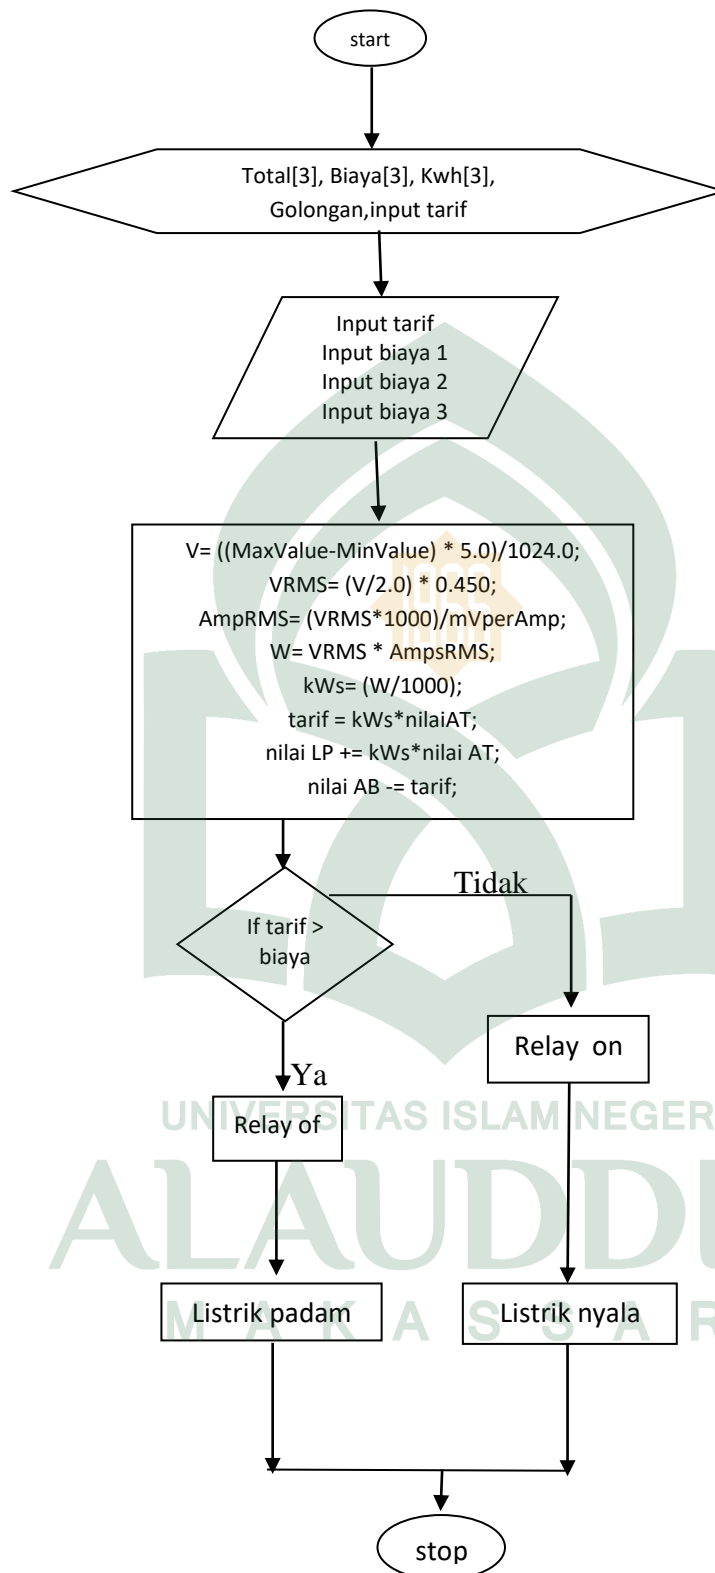 start
Total[3], Biaya[3], Kwh[3],
Golongan,input tarif
Input tarif
Input biaya 1
Input biaya 2
Input biaya 3
V= ((MaxValue-MinValue) * 5.0)/1024.0;
VRMS= (V/2.0) * 0.450;
AmpRMS= (VRMS*1000)/mVperAmp;
W= VRMS * AmpsRMS;
kWs= (W/1000);
tarif = kWs*nilaiAT;
nilai LP += kWs*nilai AT;
nilai AB -= tarif;
1965
Tidak
If tarif >
biaya
Relay  on
Ya
Relay of
UNIVERSITAS ISLAM NEGER
ALAUDD
Listrik padam
Listrik nyala
MAKASSAR
stop